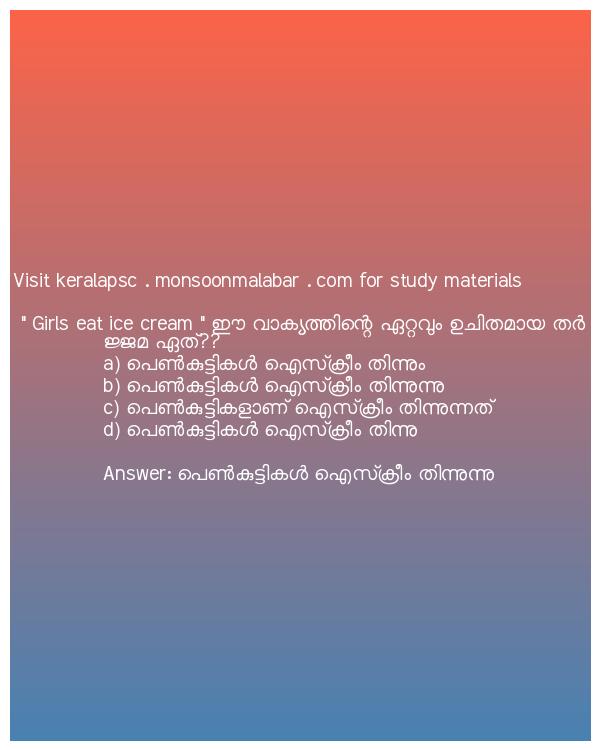 Visit keralapsc . monsoonmalabar . com for study materials
" Girls eat ice cream " ഈ വാക്യത്തിന്റെ ഏറ്റവും ഉചിതമായ തർ
ജ്ജമ ഏത്??
a) പെൺകുട്ടികൾ ഐസ്ക്രീം തിന്നും
b) പെൺകുട്ടികൾ ഐസ്ക്രീം തിന്നുന്നു
c) പെൺകുട്ടികളാണ് ഐസ്ക്രീം തിന്നുന്നത്
d) പെൺകുട്ടികൾ ഐസ്ക്രീം തിന്നു
Answer: പെൺകുട്ടികൾ ഐസ്ക്രീം തിന്നുന്നു